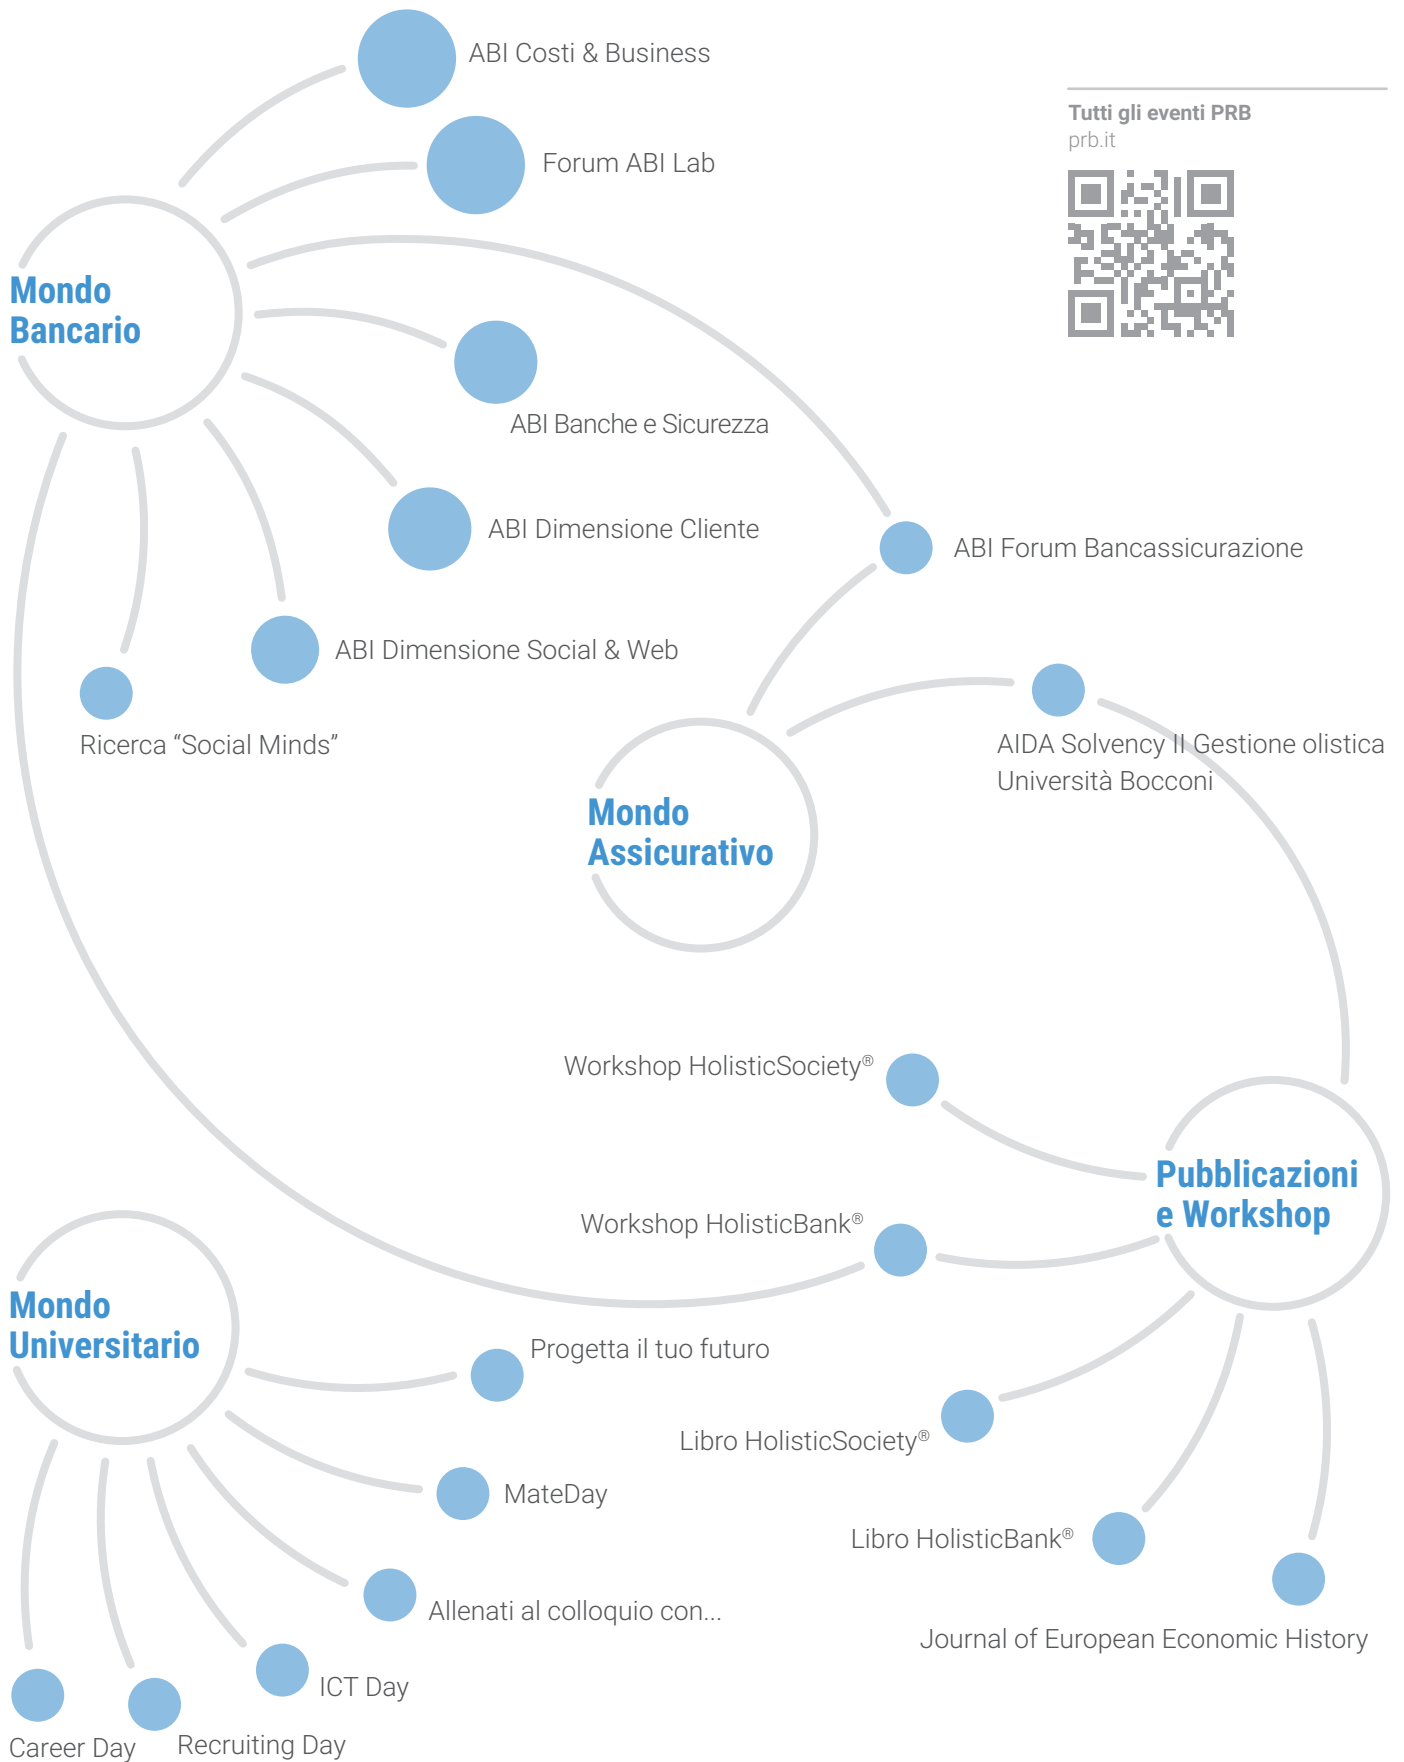 ABI Costi & Business
Tutti gli eventi PRB
prb.it
Forum ABI Lab
Mondo
Bancario
ABI Banche e Sicurezza
ABI Dimensione Cliente
ABI Forum Bancassicurazione
ABI Dimensione Social & Web
Ricerca “Social Minds”
AIDA Solvency II Gestione olistica
Università Bocconi
Mondo
Assicurativo
Workshop HolisticSociety®
Pubblicazioni
e Workshop
Workshop HolisticBank®
Mondo
Universitario
Progetta il tuo futuro
Libro HolisticSociety®
MateDay
Libro HolisticBank®
Allenati al colloquio con...
Journal of European Economic History
ICT Day
Career Day
Recruiting Day